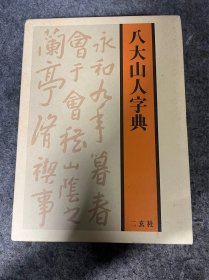 八大山人字典
二玄社
永和九年暮春
會于會稽山陰之
蘭亭脩禊事